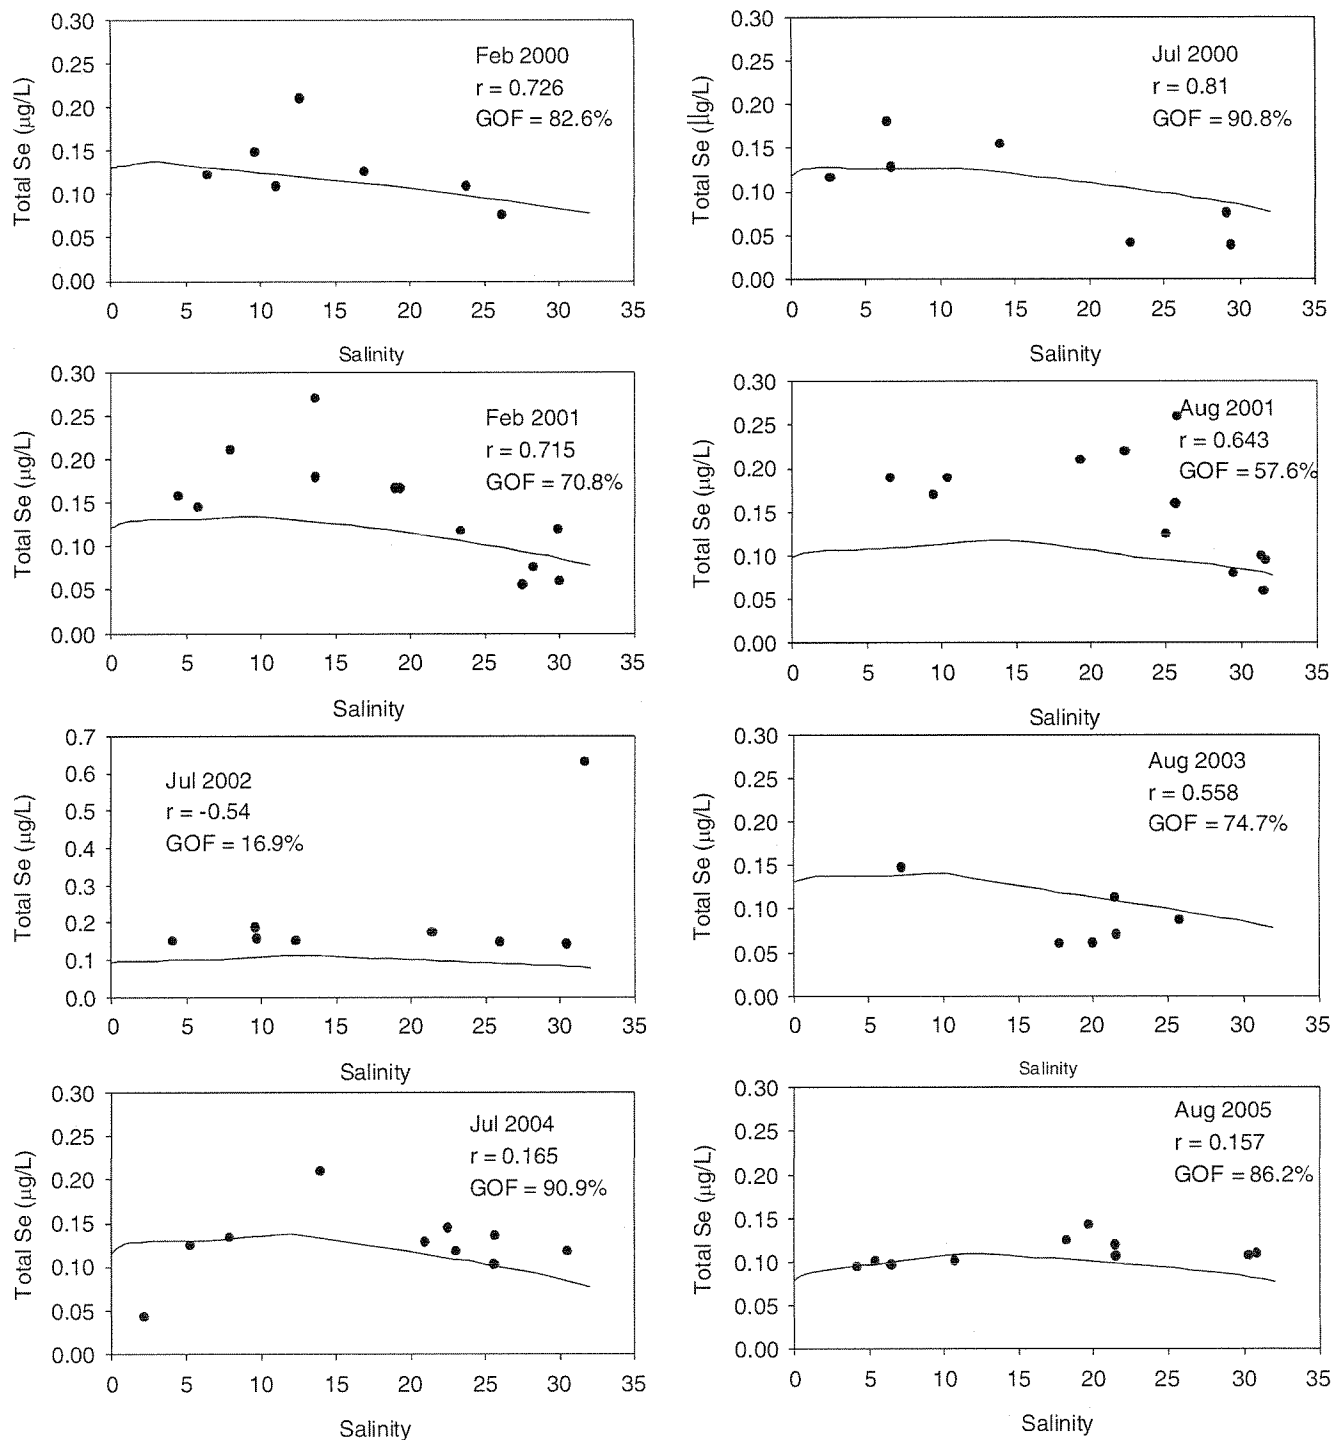 0.30
0.25
0.20
0.15
0.10
0.05
0.00
Total Se (µg/L)
Feb 2000
r = 0.726
GOF = 82.6%
0 5 10 15 20 25 30 35
Salinity
0.30
0.25
0.20
0.15
0.10
0.05
0.00
Total Se (µg/L)
Jul 2000
r = 0.81
GOF = 90.8%
0 5 10 15 20 25 30 35
Salinity
0.30
0.25
0.20
0.15
0.10
0.05
0.00
Total Se (µg/L)
Feb 2001
r = 0.715
GOF = 70.8%
0 5 10 15 20 25 30 35
Salinity
0.30
0.25
0.20
0.15
0.10
0.05
0.00
Total Se (µg/L)
Aug 2001
r = 0.643
GOF = 57.6%
0 5 10 15 20 25 30 35
Salinity
0.7
0.6
0.5
0.4
0.3
0.2
0.1
0.0
Total Se (µg/L)
Jul 2002
r = -0.54
GOF = 16.9%
0 5 10 15 20 25 30 35
Salinity
0.30
0.25
0.20
0.15
0.10
0.05
0.00
Total Se (µg/L)
Aug 2003
r = 0.558
GOF = 74.7%
0 5 10 15 20 25 30 35
Salinity
0.30
0.25
0.20
0.15
0.10
0.05
0.00
Total Se (µg/L)
Jul 2004
r = 0.165
GOF = 90.9%
0 5 10 15 20 25 30 35
Salinity
0.30
0.25
0.20
0.15
0.10
0.05
0.00
Total Se (µg/L)
Aug 2005
r = 0.157
GOF = 86.2%
0 5 10 15 20 25 30 35
Salinity